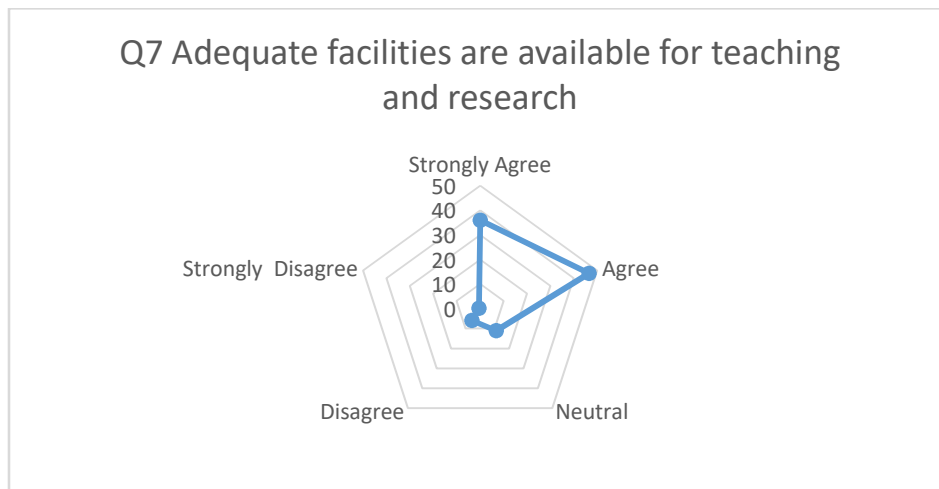 Q7 Adequate facilities are available for teaching
and research
Strongly Agree
50
40
30
20
10
0
Strongly  Disagree
Agree
Disagree
Neutral